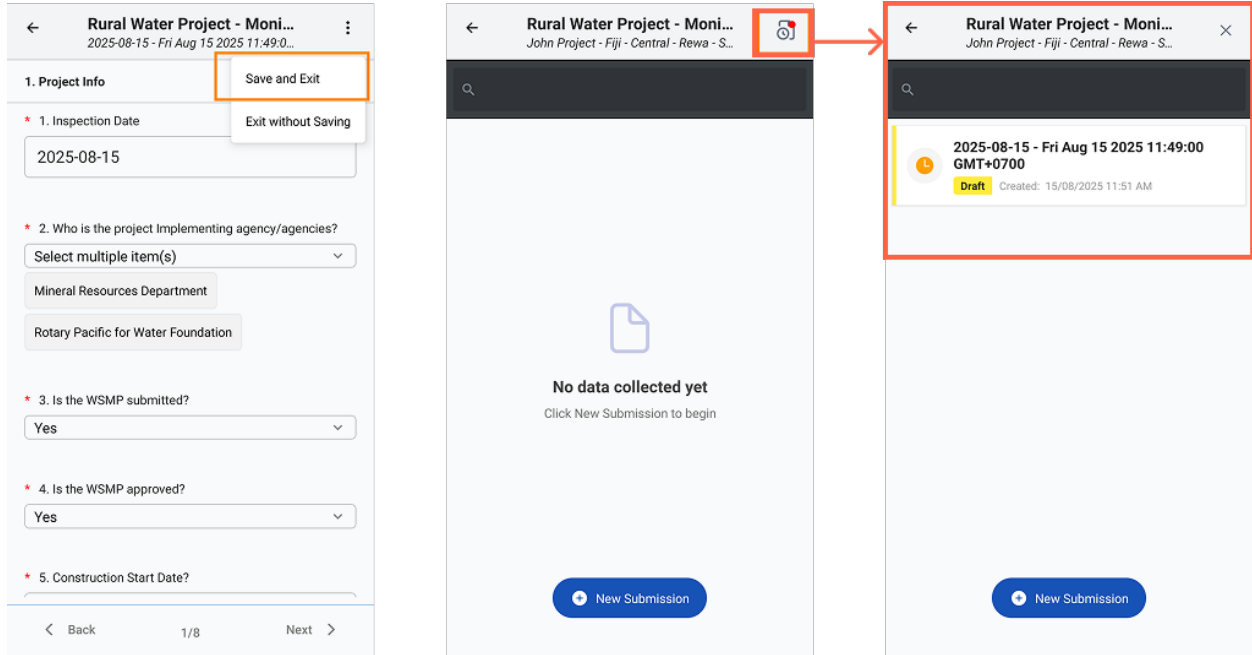 Rural Water Project - Moni...
2025-08-15 - Fri Aug 15 2025 11:49:0...
1. Project Info
Save and Exit
Exit without Saving
* 1. Inspection Date
2025-08-15
* 2. Who is the project Implementing agency/agencies?
Select multiple item(s)
Mineral Resources Department
Rotary Pacific for Water Foundation
* 3. Is the WSMP submitted?
Yes
* 4. Is the WSMP approved?
Yes
* 5. Construction Start Date?
Back
1/8
Next
Rural Water Project - Moni...
John Project - Fiji - Central - Rewa - S...
No data collected yet
Click New Submission to begin
New Submission
Rural Water Project - Moni...
John Project - Fiji - Central - Rewa - S...
2025-08-15 - Fri Aug 15 2025 11:49:00
GMT+0700
Draft Created: 15/08/2025 11:51 AM
New Submission